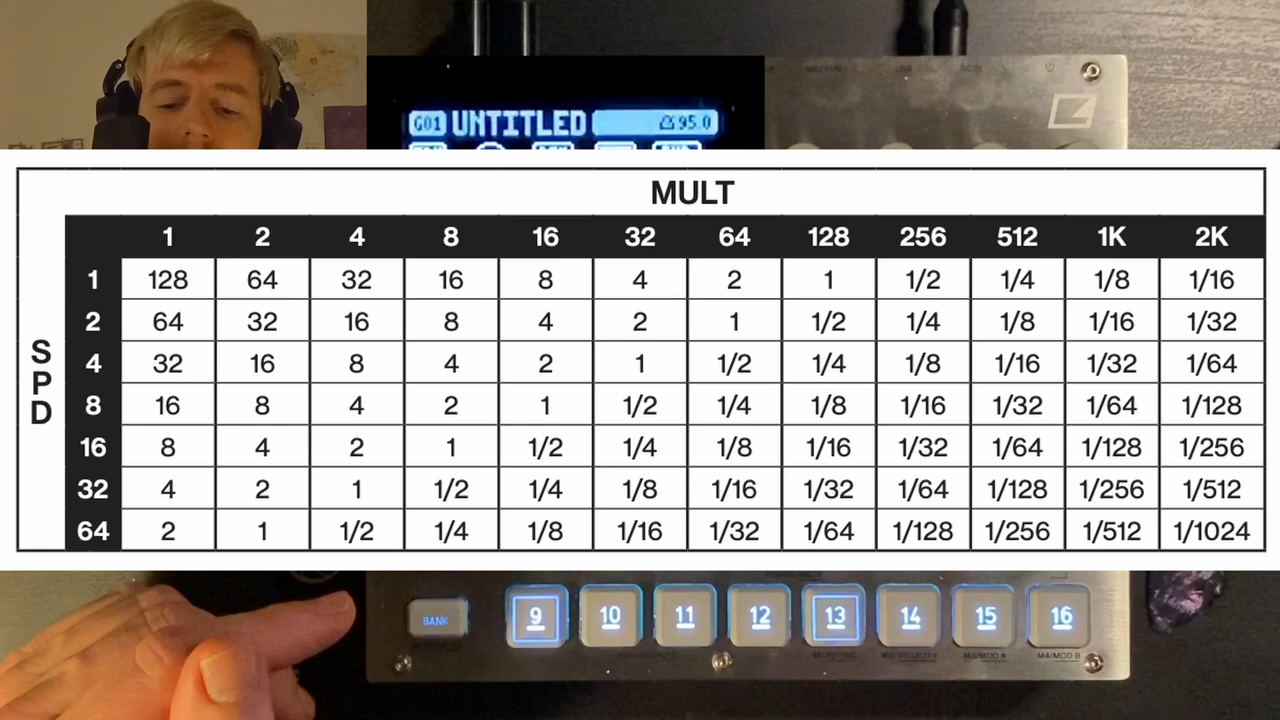 G01 UNTITLED 95.0
MULT
1 2 4 8 16 32 64 128 256 512 1K 2K
SPD
1 128 64 32 16 8 4 2 1 1/2 1/4 1/8 1/16
2 64 32 16 8 4 2 1 1/2 1/4 1/8 1/16 1/32
4 32 16 8 4 2 1 1/2 1/4 1/8 1/16 1/32 1/64
8 16 8 4 2 1 1/2 1/4 1/8 1/16 1/32 1/64 1/128
16 8 4 2 1 1/2 1/4 1/8 1/16 1/32 1/64 1/128 1/256
32 4 2 1 1/2 1/4 1/8 1/16 1/32 1/64 1/128 1/256 1/512
64 2 1 1/2 1/4 1/8 1/16 1/32 1/64 1/128 1/256 1/512 1/1024
BANK 9 10 11 12 13 14 15 16
M4/MOD B